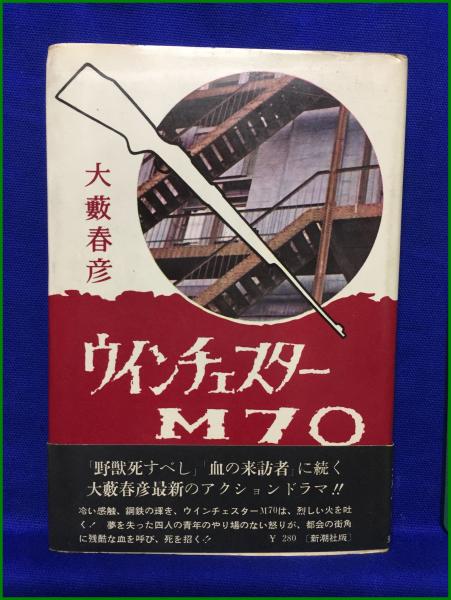 大藪春彦
ウインチェスター
M70
「野獣死すべし」「血の来訪者」に続く
大藪春彦最新のアクションドラマ!!
冷い感触、鋼鉄の輝き、ウインチェスターM70は、烈しい火を吐
く!　夢を失った四人の青年のやり場のない怒りが、都会の街角
に残酷な血を呼び、死を招く!!　￥280［新潮社版］